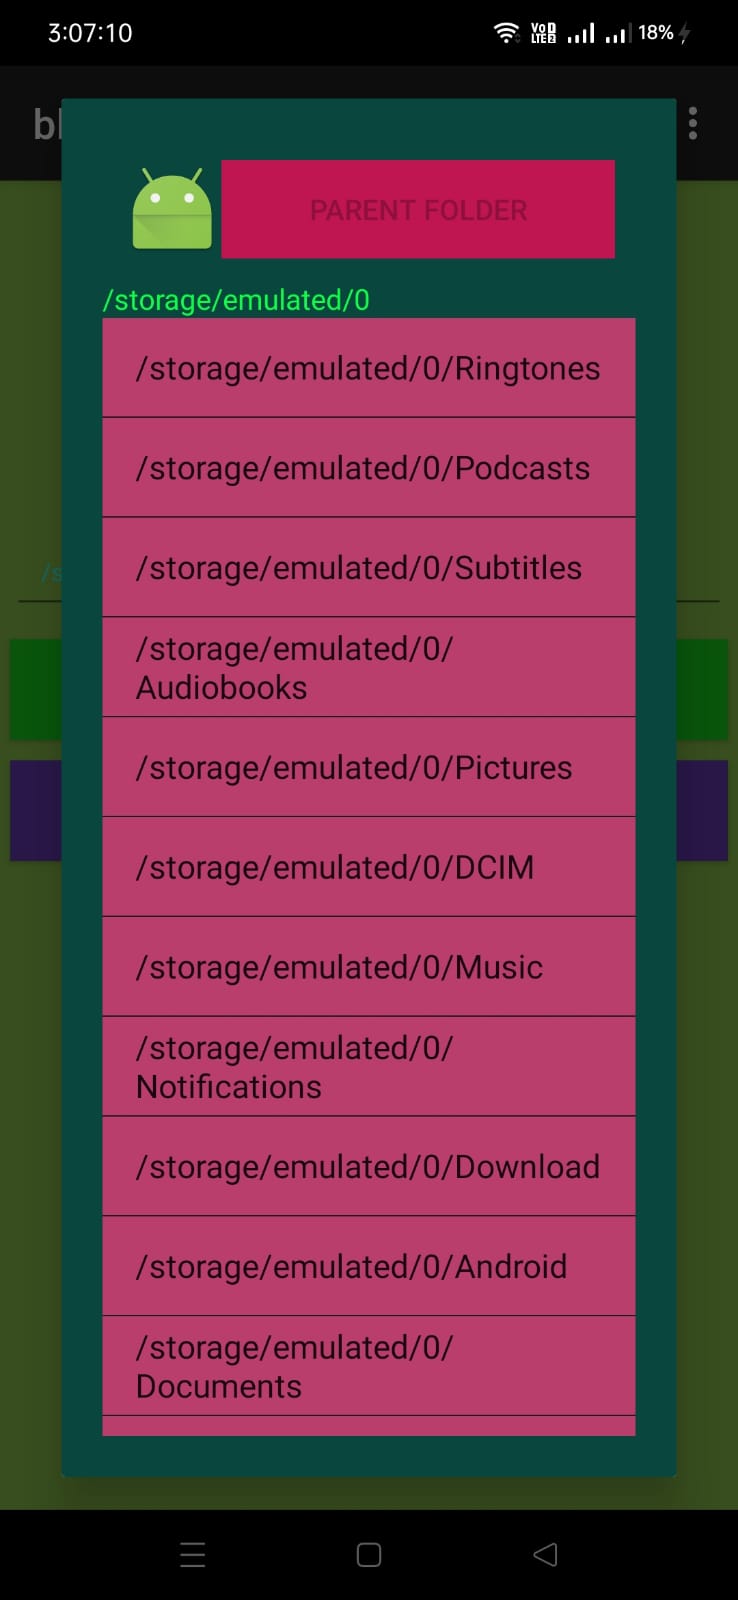 3:07:10
VoD
LTE2
18%
PARENT FOLDER
/storage/emulated/0
/storage/emulated/0/Ringtones
/storage/emulated/0/Podcasts
/storage/emulated/0/Subtitles
/storage/emulated/0/
Audiobooks
/storage/emulated/0/Pictures
/storage/emulated/0/DCIM
/storage/emulated/0/Music
/storage/emulated/0/
Notifications
/storage/emulated/0/Download
/storage/emulated/0/Android
/storage/emulated/0/
Documents